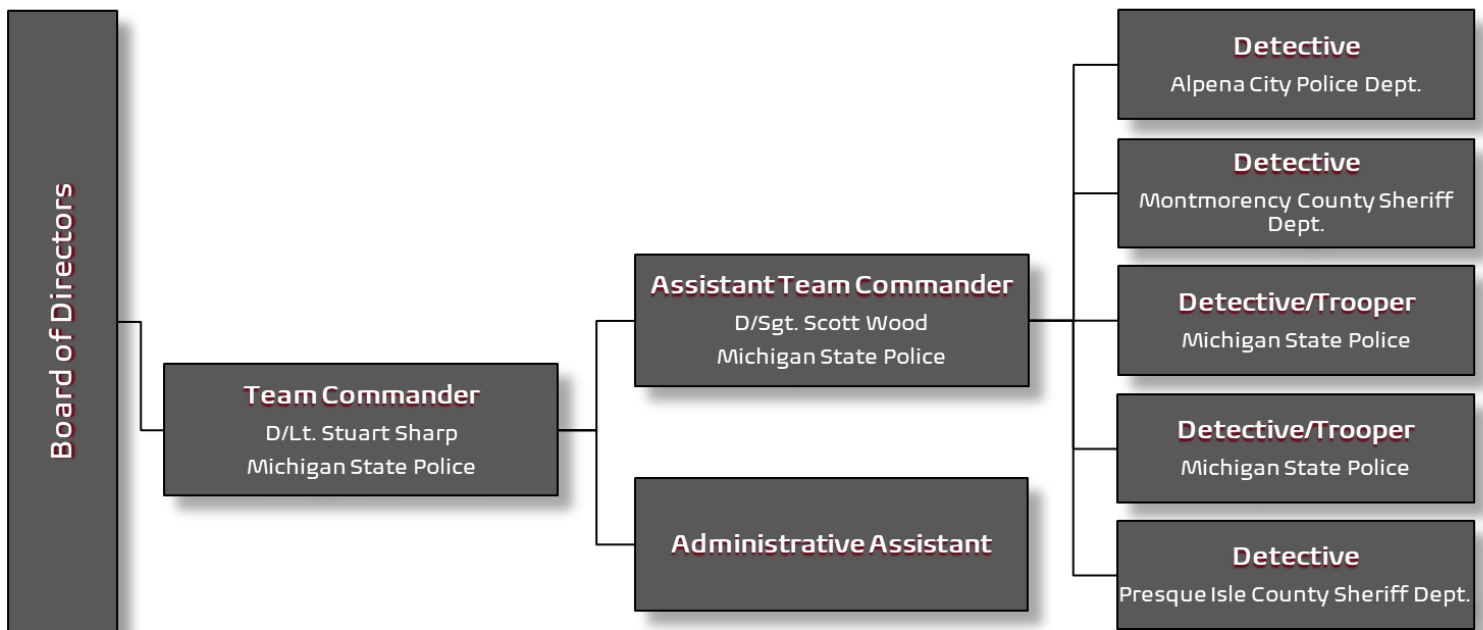 Board of Directors
Team Commander
D/Lt. Stuart Sharp
Michigan State Police
Assistant Team Commander
D/Sgt. Scott Wood
Michigan State Police
Administrative Assistant
Detective
Alpena City Police Dept.
Detective
Montmorency County Sheriff
Dept.
Detective/Trooper
Michigan State Police
Detective/Trooper
Michigan State Police
Detective
Presque Isle County Sheriff Dept.